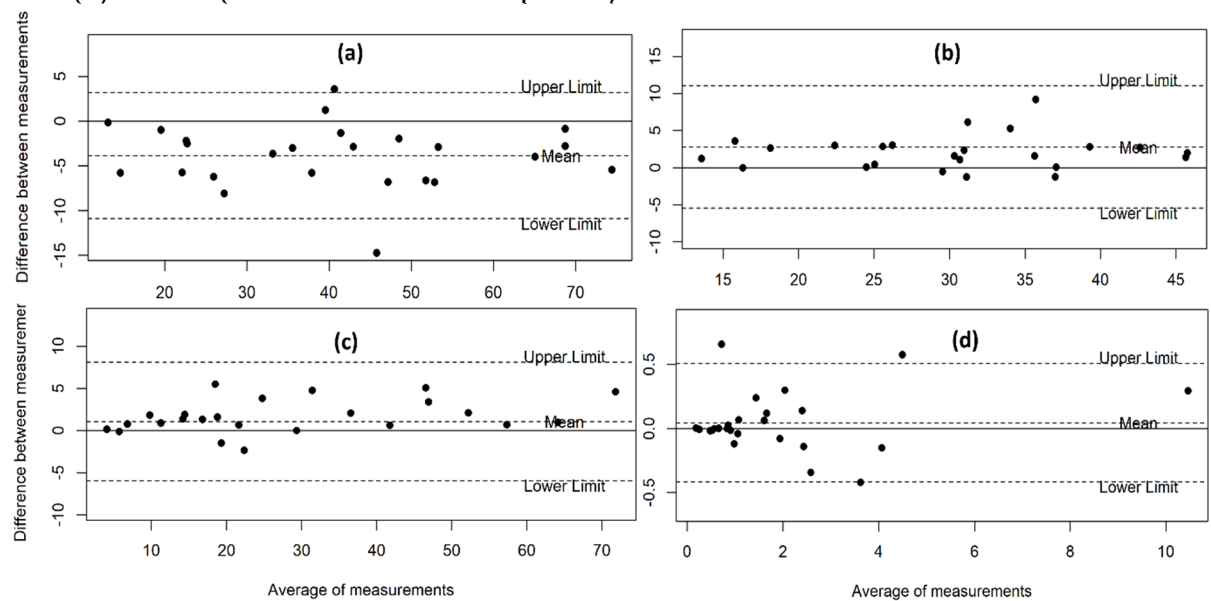 (a)
Difference between measurements
5
0
-5
-10
-15
Upper Limit
Mean
Lower Limit
20 30 40 50 60 70
(b)
15
10
5
0
-5
-10
Upper Limit
Mean
Lower Limit
15 20 25 30 35 40 45
(c)
Difference between measuremer
10
5
0
-5
-10
Upper Limit
Mean
Lower Limit
10 20 30 40 50 60 70
Average of measurements
(d)
0.5
0.0
-0.5
Upper Limit
Mean
Lower Limit
0 2 4 6 8 10
Average of measurements